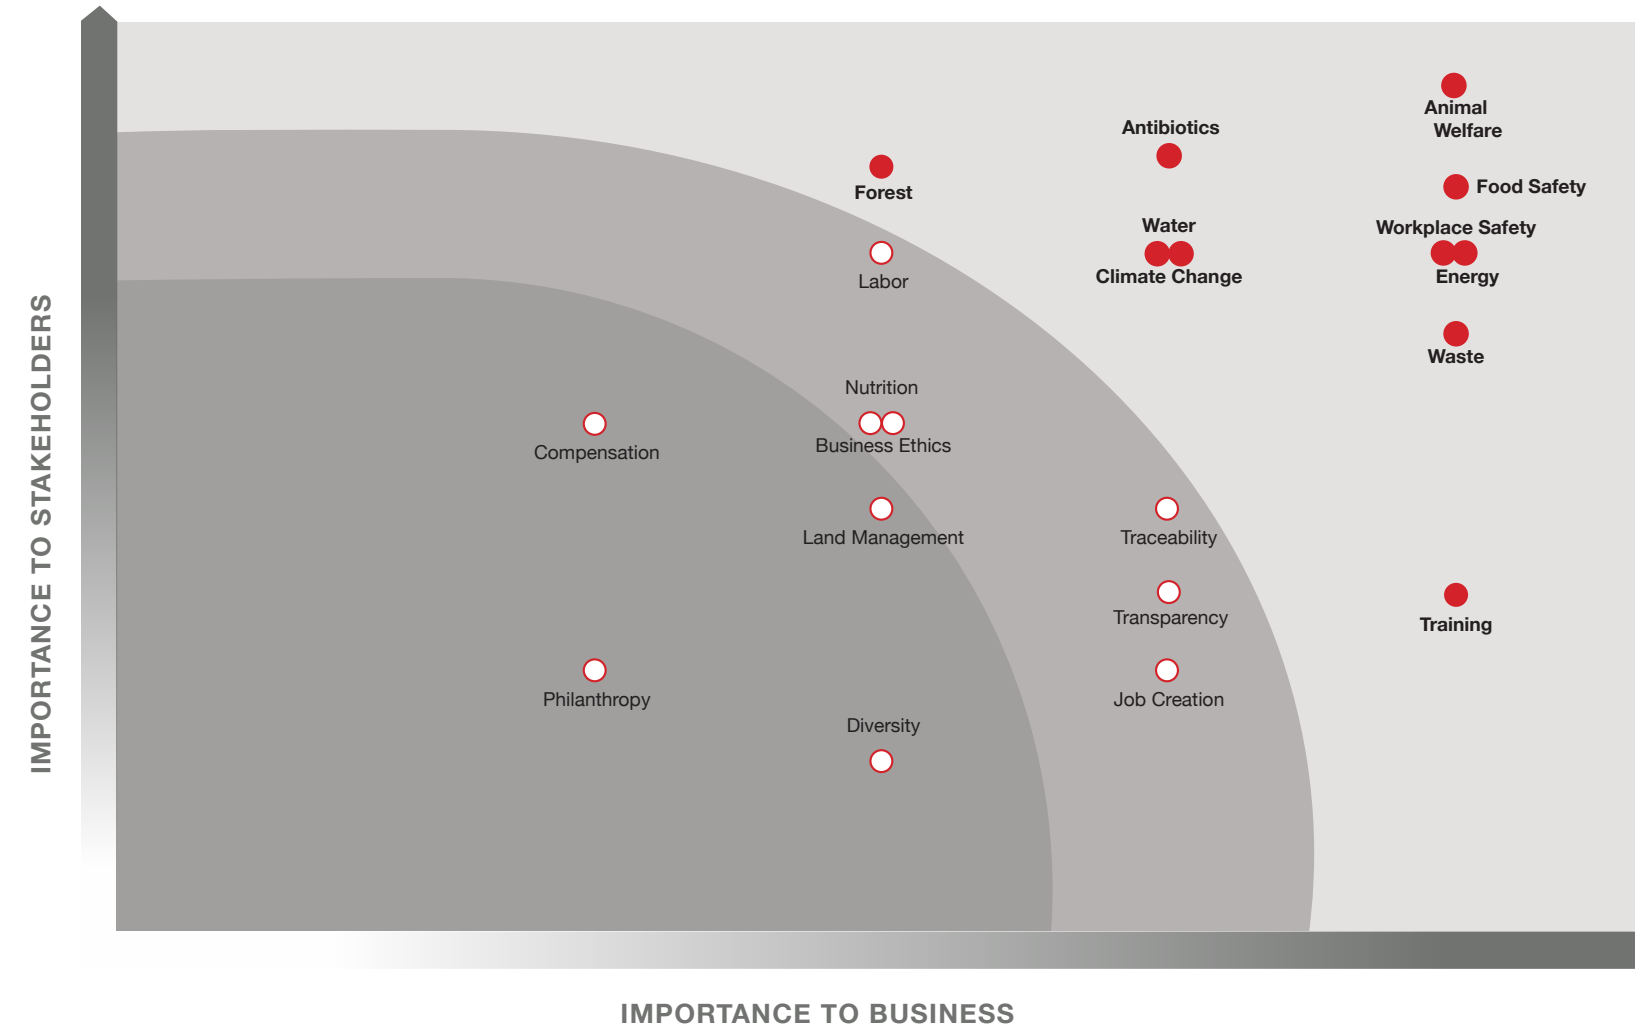 IMPORTANCE TO STAKEHOLDERS
Animal
Welfare
Antibiotics
Forest
Food Safety
Water
Workplace Safety
Labor
Climate Change
Energy
Waste
Nutrition
Compensation
Business Ethics
Land Management
Traceability
Transparency
Training
Philanthropy
Job Creation
Diversity
IMPORTANCE TO BUSINESS